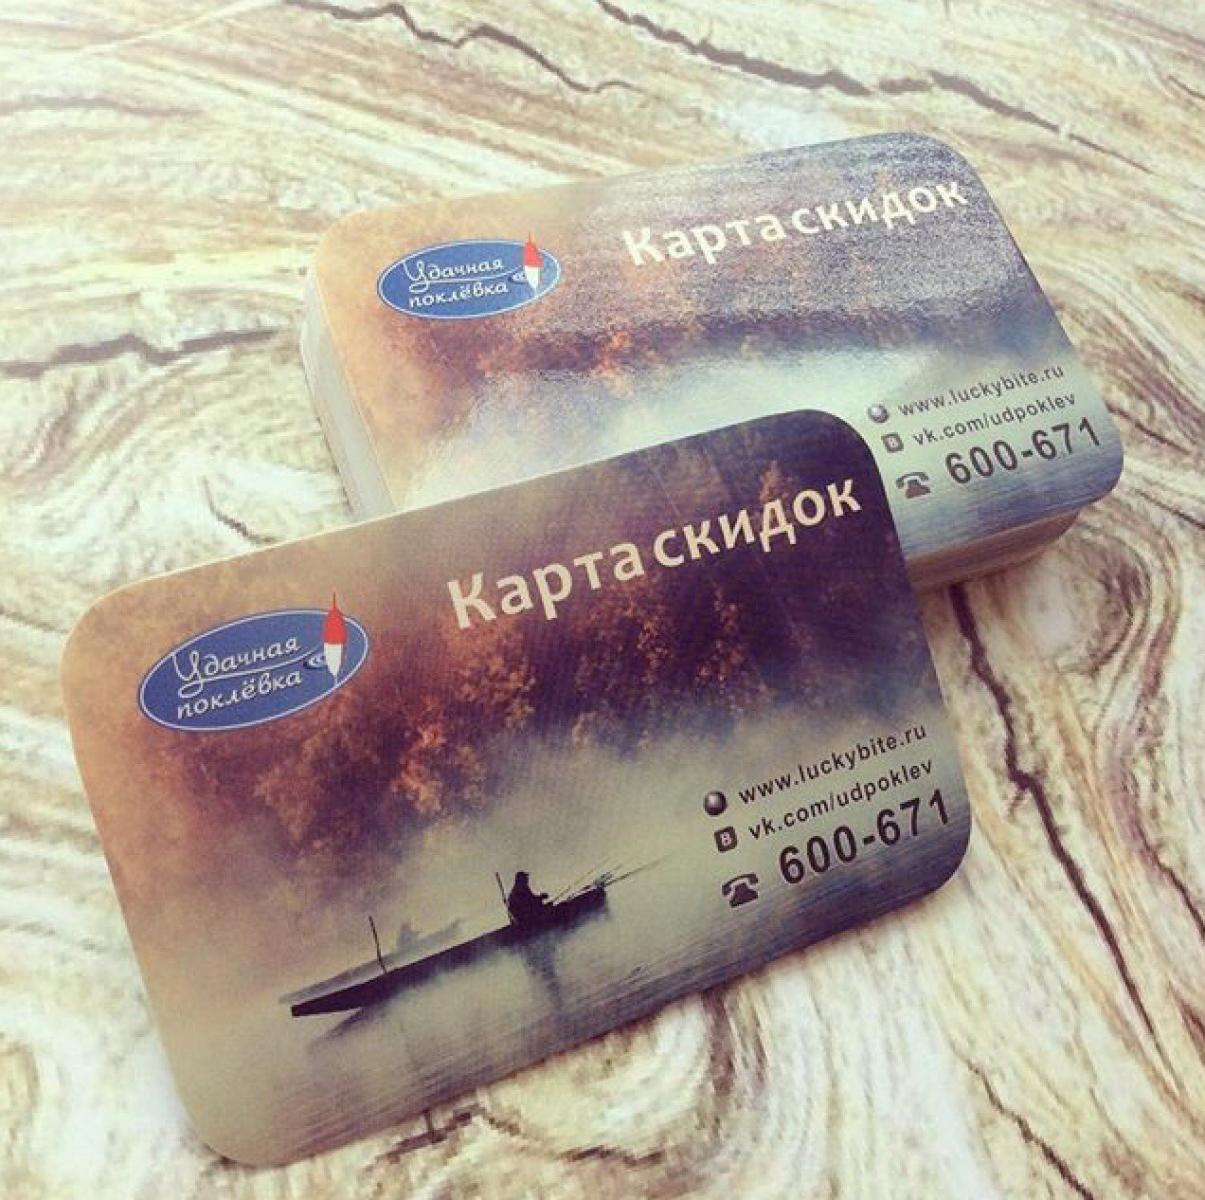 Карта скидок
Удачная
поклёвка
www.luckybite.ru
vk.com/udpoklev
600-671
Карта скидок
Удачная
поклёвка
www.luckybite.ru
B vk.com/udpoklev
600-671